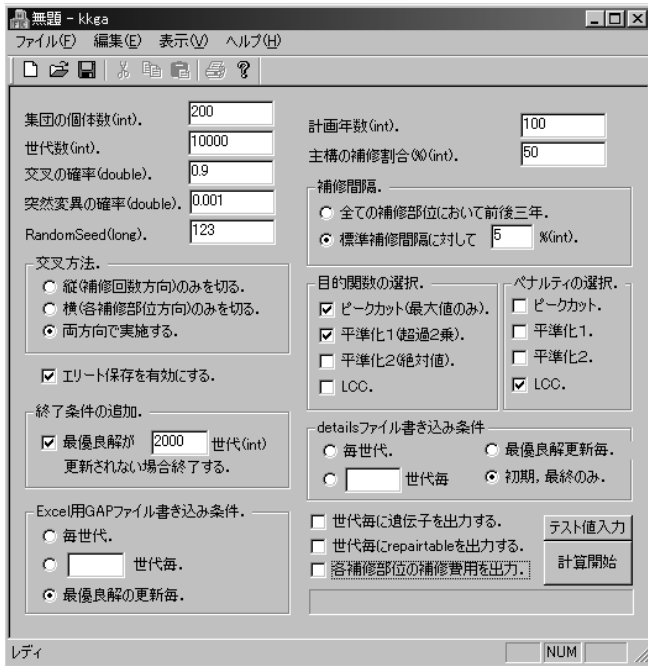 無題 - kkga
ファイル(F) 編集(E) 表示(V) ヘルプ(H)
集団の個体数(int). 200
世代数(int). 10000
交叉の確率(double). 0.9
突然変異の確率(double). 0.001
RandomSeed(long). 123
交叉方法.
縦(補修回数方向)のみを切る.
横(各補修部位方向)のみを切る.
両方向で実施する.
エリート保存を有効にする.
終了条件の追加.
最優良解が 2000 世代(int)
更新されない場合終了する.
Excel用GAPファイル書き込み条件.
毎世代.
世代毎.
最優良解の更新毎.
計画年数(int). 100
主構の補修割合(%)(int). 50
補修間隔.
全ての補修部位において前後三年.
標準補修間隔に対して 5 %(int).
目的関数の選択.
ピークカット(最大値のみ).
平準化1(超過2乗).
平準化2(絶対値).
LCC.
ペナルティの選択.
ピークカット.
平準化1.
平準化2.
LCC.
detailsファイル書き込み条件
毎世代. 最優良解更新毎.
世代毎 初期, 最終のみ.
世代毎に遺伝子を出力する.
世代毎にrepairtableを出力する.
各補修部位の補修費用を出力.
テスト値入力
計算開始
レディ NUM